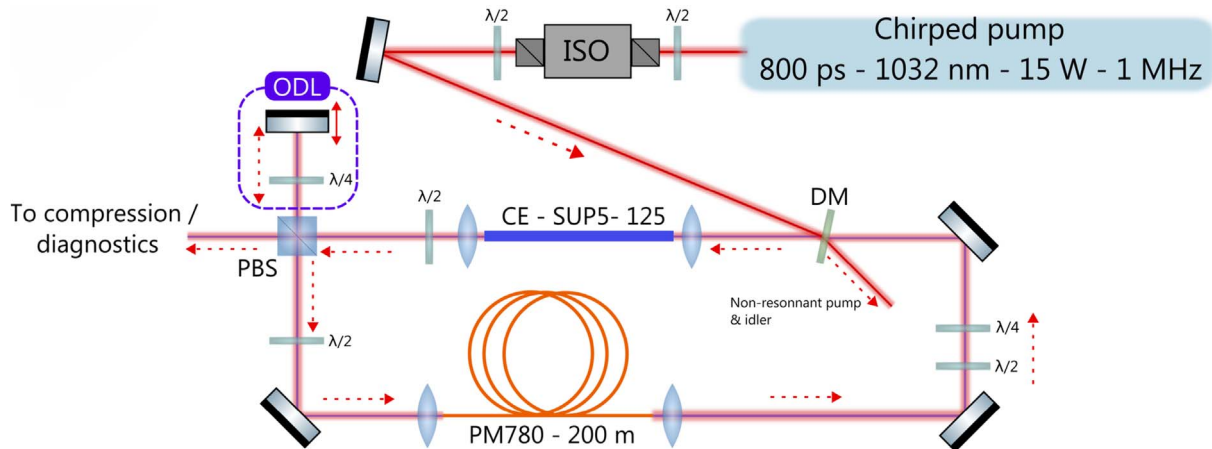 λ/2
ISO
λ/2
Chirped pump
800 ps - 1032 nm - 15 W - 1 MHz
ODL
λ/4
To compression /
diagnostics
PBS
λ/2
CE - SUP5- 125
DM
Non-resonnant pump
& idler
λ/2
λ/4
λ/2
PM780 - 200 m